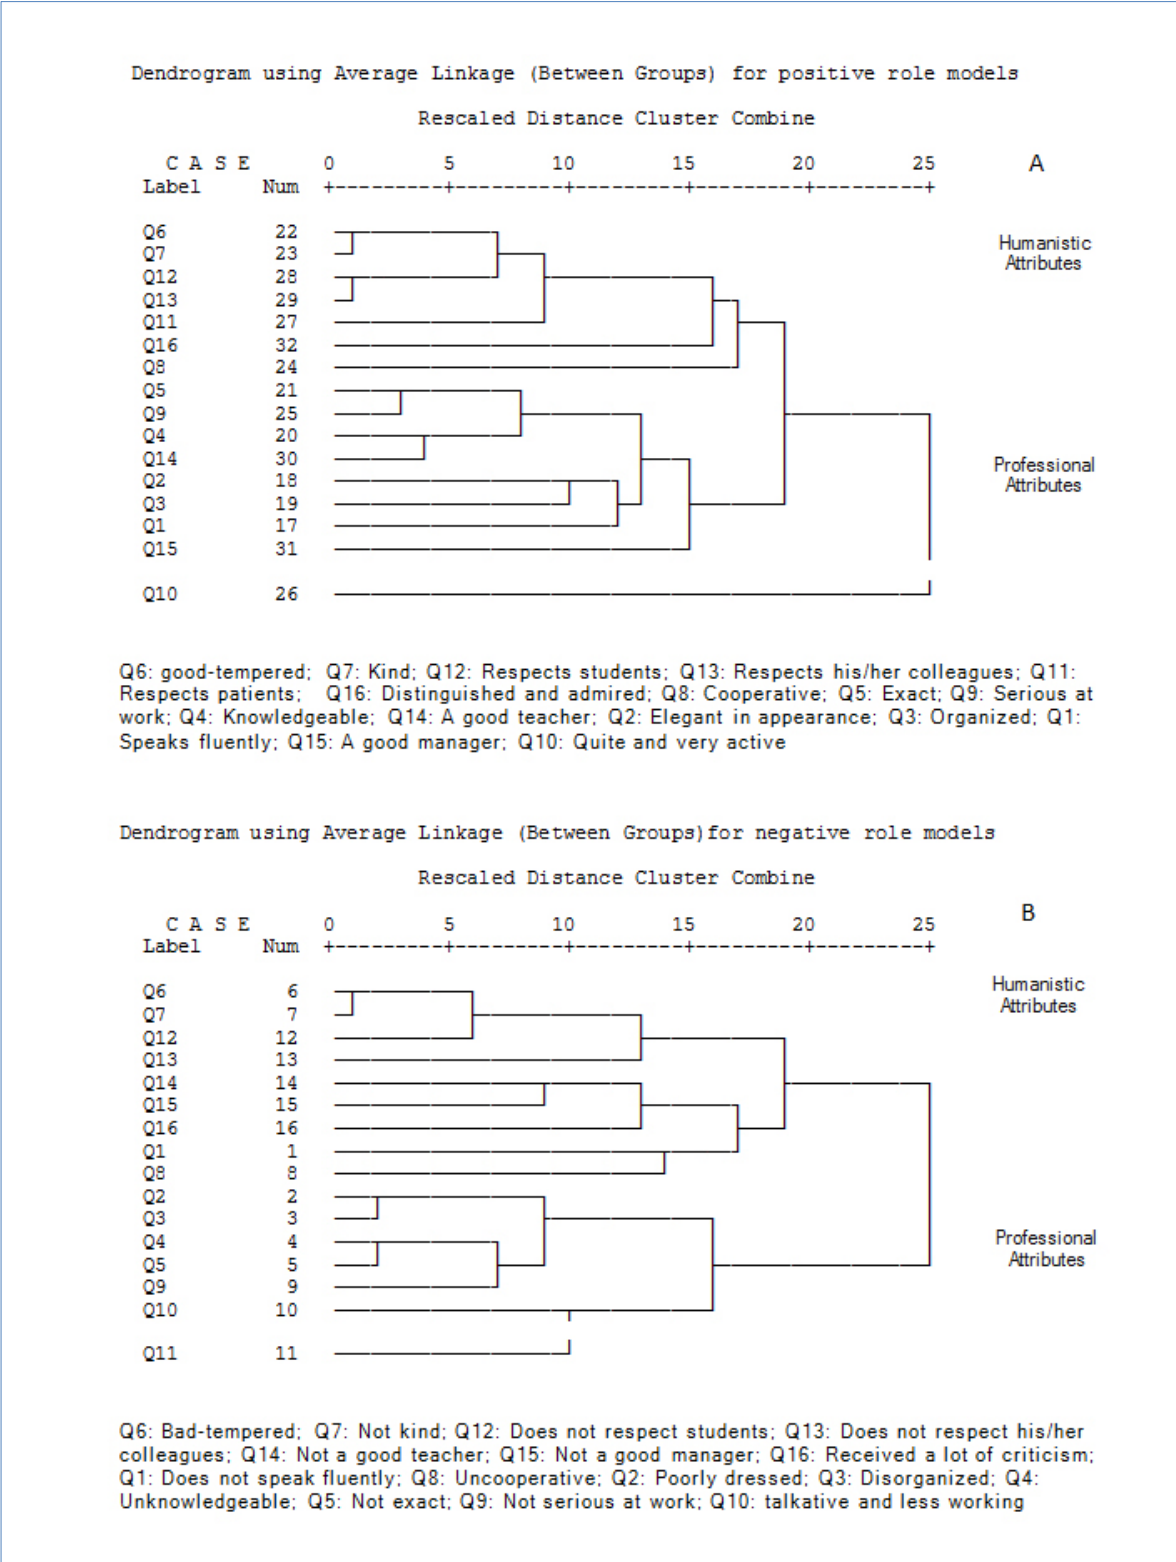 Dendrogram using Average Linkage (Between Groups) for positive role models
Rescaled Distance Cluster Combine
C A S E 0 5 10 15 20 25 A
Label Num +---------+---------+---------+---------+---------+
Q6 22
Humanistic
Q7 23
Attributes
Q12 28
Q13 29
Q11 27
Q16 32
Q8 24
Q5 21
Q9 25
Q4 20
Q14 30
Professional
Q2 18
Attributes
Q3 19
Q1 17
Q15 31
Q10 26
Q6: good-tempered; Q7: Kind; Q12: Respects students; Q13: Respects his/her colleagues; Q11:
Respects patients; Q16: Distinguished and admired; Q8: Cooperative; Q5: Exact; Q9: Serious at
work; Q4: Knowledgeable; Q14: A good teacher; Q2: Elegant in appearance; Q3: Organized; Q1:
Speaks fluently; Q15: A good manager; Q10: Quite and very active
Dendrogram using Average Linkage (Between Groups)for negative role models
Rescaled Distance Cluster Combine
C A S E 0 5 10 15 20 25 B
Label Num +---------+---------+---------+---------+---------+
Humanistic
Q6 6
Attributes
Q7 7
Q12 12
Q13 13
Q14 14
Q15 15
Q16 16
Q1 1
Q8 8
Q2 2
Q3 3
Professional
Q4 4
Attributes
Q5 5
Q9 9
Q10 10
Q11 11
Q6: Bad-tempered; Q7: Not kind; Q12: Does not respect students; Q13: Does not respect his/her
colleagues; Q14: Not a good teacher; Q15: Not a good manager; Q16: Received a lot of criticism;
Q1: Does not speak fluently; Q8: Uncooperative; Q2: Poorly dressed; Q3: Disorganized; Q4:
Unknowledgeable; Q5: Not exact; Q9: Not serious at work; Q10: talkative and less working